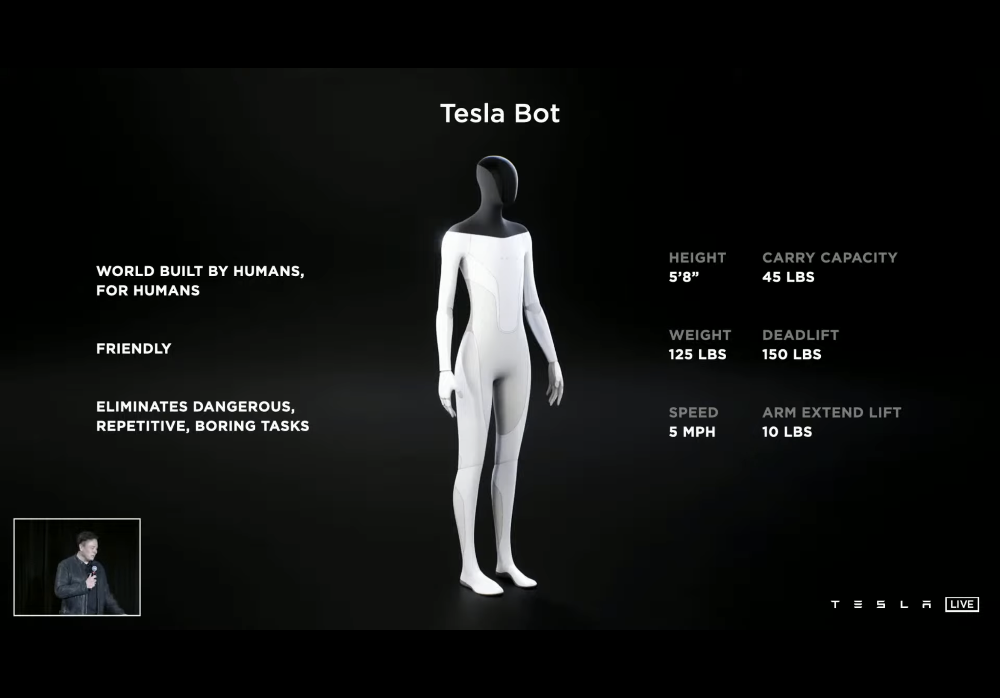 Tesla Bot
WORLD BUILT BY HUMANS,
FOR HUMANS
FRIENDLY
ELIMINATES DANGEROUS,
REPETITIVE, BORING TASKS
HEIGHT
5’8”
CARRY CAPACITY
45 LBS
WEIGHT
125 LBS
DEADLIFT
150 LBS
SPEED
5 MPH
ARM EXTEND LIFT
10 LBS
TESLA LIVE